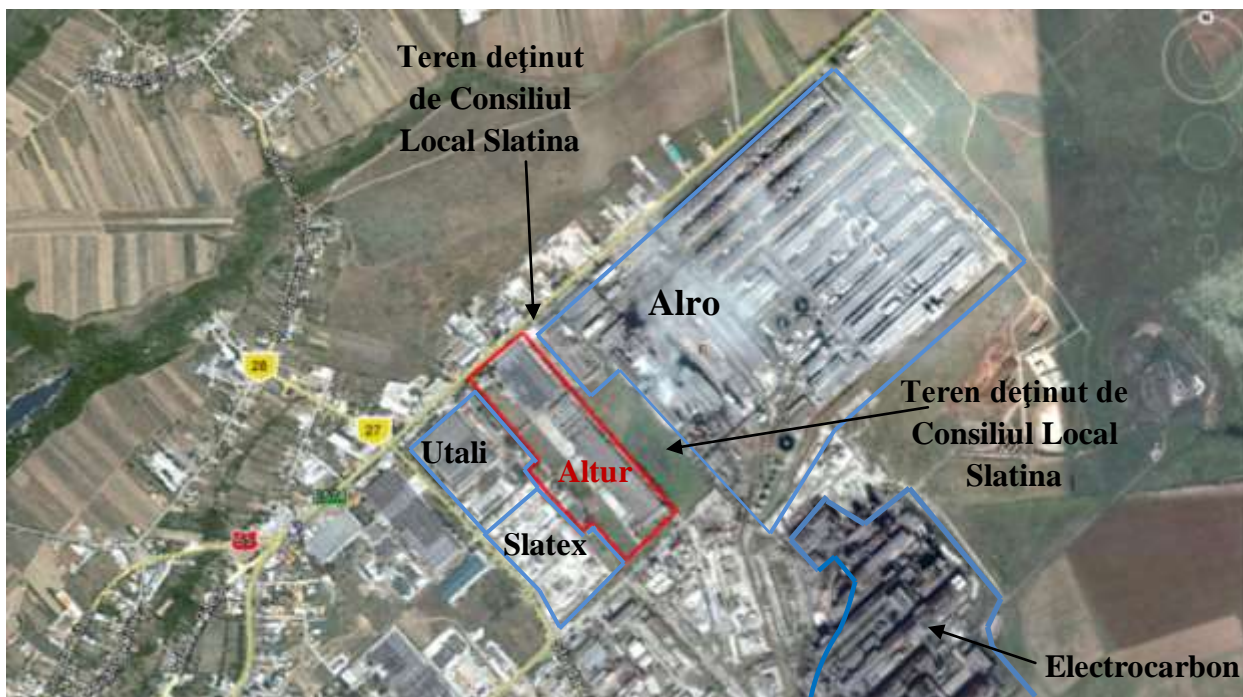 Teren deţinut
de Consiliul
Local Slatina
Alro
Teren deţinut de
Consiliul Local
Slatina
28
27
Utali
Altur
Slatex
Electrocarbon